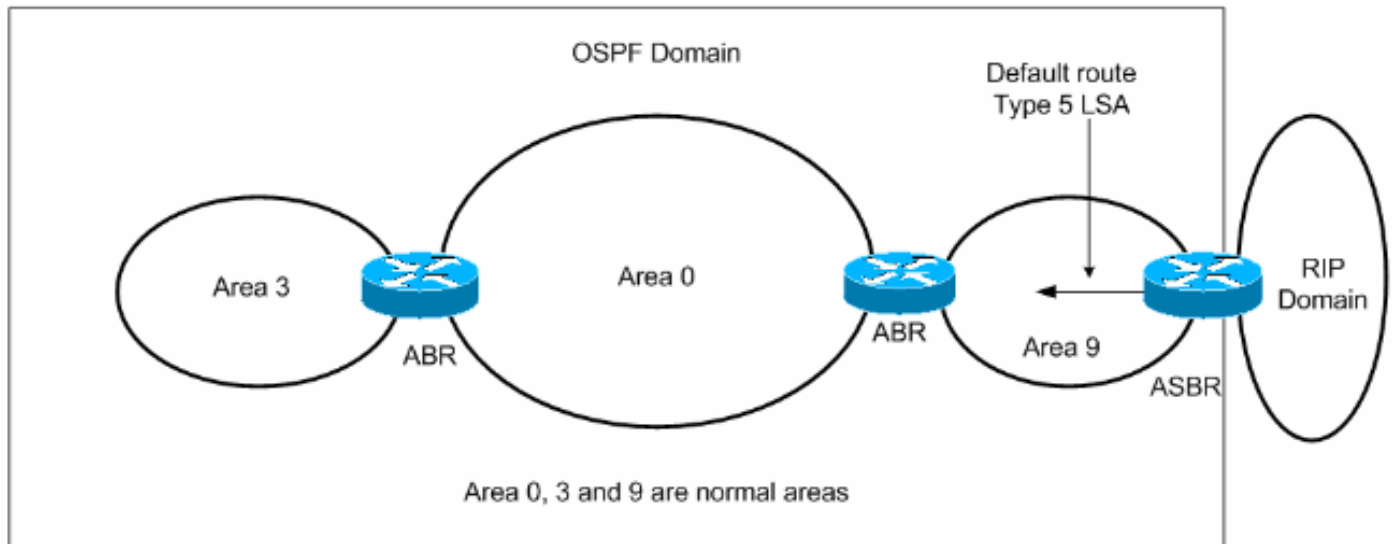 OSPF Domain
Default route
Type 5 LSA
Area 3
Area 0
ABR
ABR
Area 9
ASBR
RIP
Domain
Area 0, 3 and 9 are normal areas